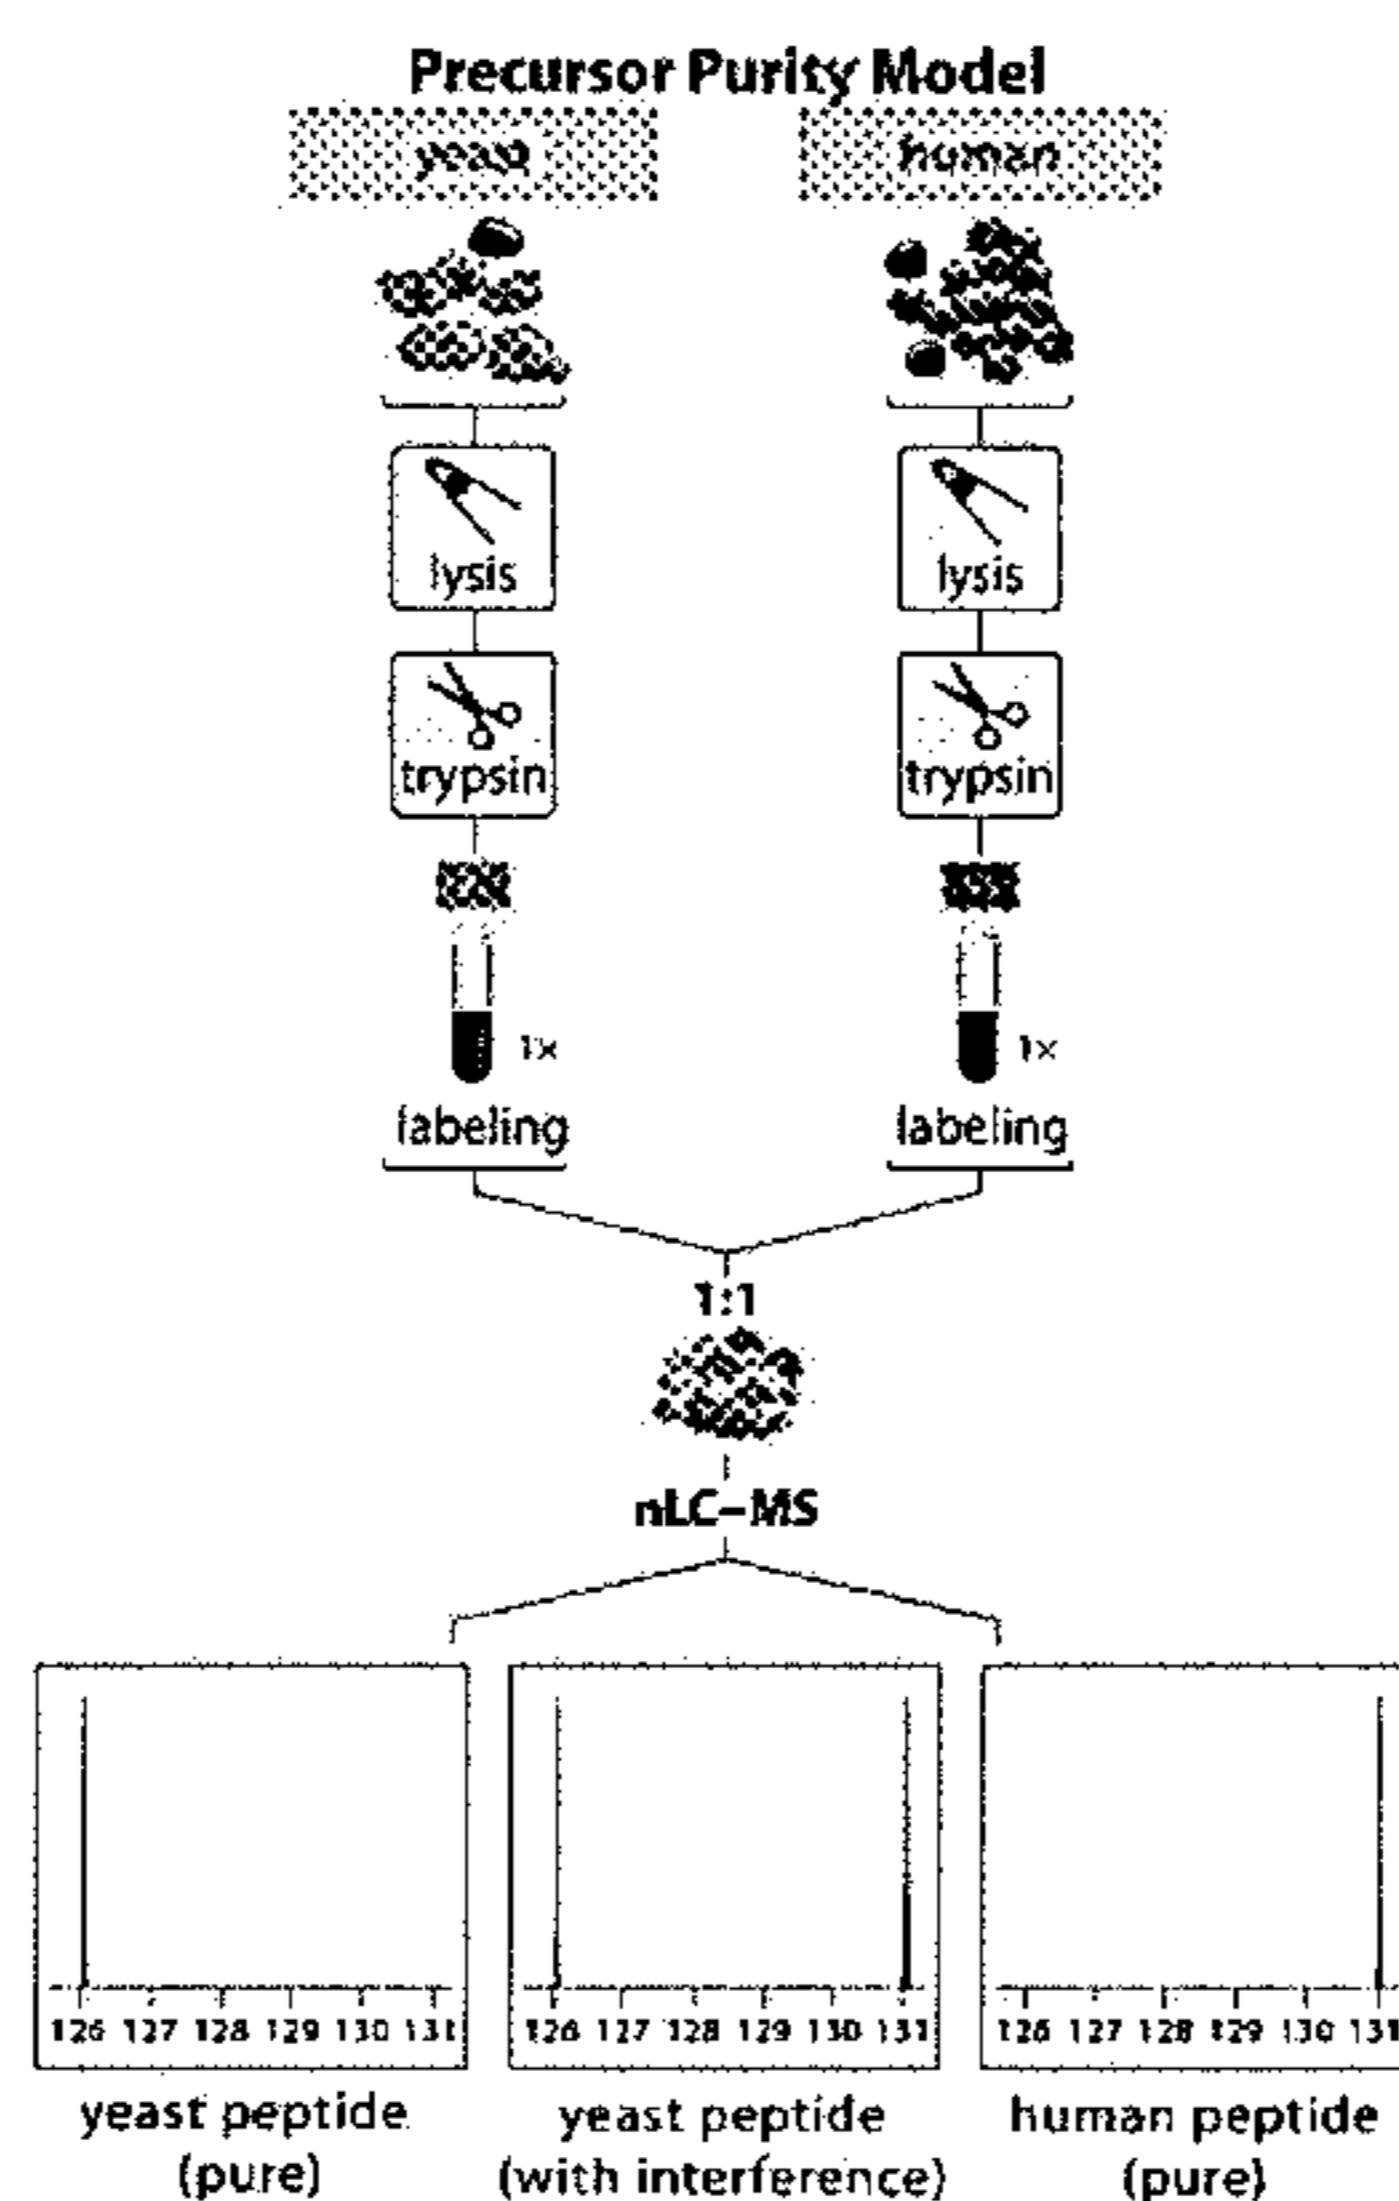 Precursor Purity Model
yeast human
lysis lysis
trypsin trypsin
1x 1x
labeling labeling
1:1
nLC–MS
126 127 128 129 130 131 126 127 128 129 130 131 126 127 128 129 130 131
yeast peptide yeast peptide human peptide
(pure) (with interference) (pure)